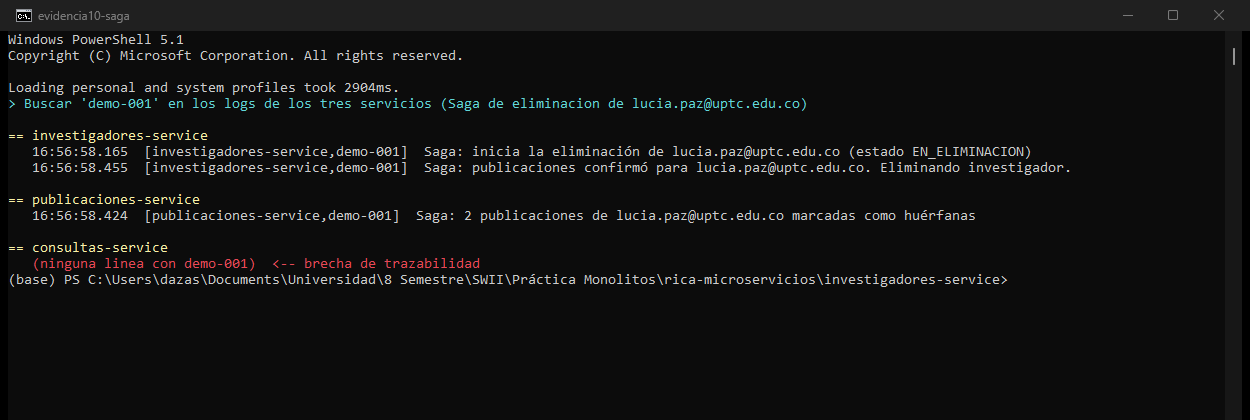 evidencia10-saga
Windows PowerShell 5.1
Copyright (C) Microsoft Corporation. All rights reserved.
Loading personal and system profiles took 2904ms.
> Buscar 'demo-001' en los logs de los tres servicios (Saga de eliminacion de lucia.paz@uptc.edu.co)
== investigadores-service
16:56:58.165  [investigadores-service,demo-001]  Saga: inicia la eliminación de lucia.paz@uptc.edu.co (estado EN_ELIMINACION)
16:56:58.455  [investigadores-service,demo-001]  Saga: publicaciones confirmó para lucia.paz@uptc.edu.co. Eliminando investigador.
== publicaciones-service
16:56:58.424  [publicaciones-service,demo-001]  Saga: 2 publicaciones de lucia.paz@uptc.edu.co marcadas como huérfanas
== consultas-service
(ninguna linea con demo-001)  <-- brecha de trazabilidad
(base) PS C:\Users\dazas\Documents\Universidad\8 Semestre\SWII\Práctica Monolitos\rica-microservicios\investigadores-service>